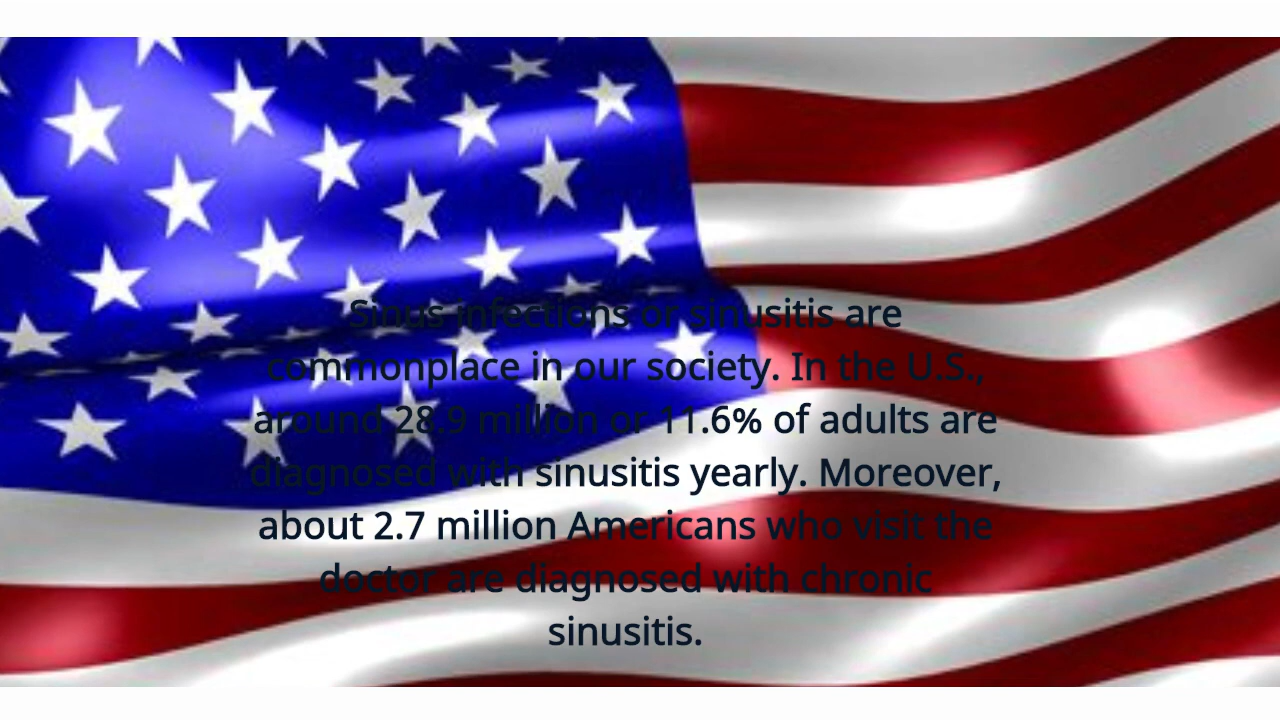 Sinus infections or sinusitis are
commonplace in our society. In the U.S.,
around 28.9 million or 11.6% of adults are
diagnosed with sinusitis yearly. Moreover,
about 2.7 million Americans who visit the
doctor are diagnosed with chronic
sinusitis.